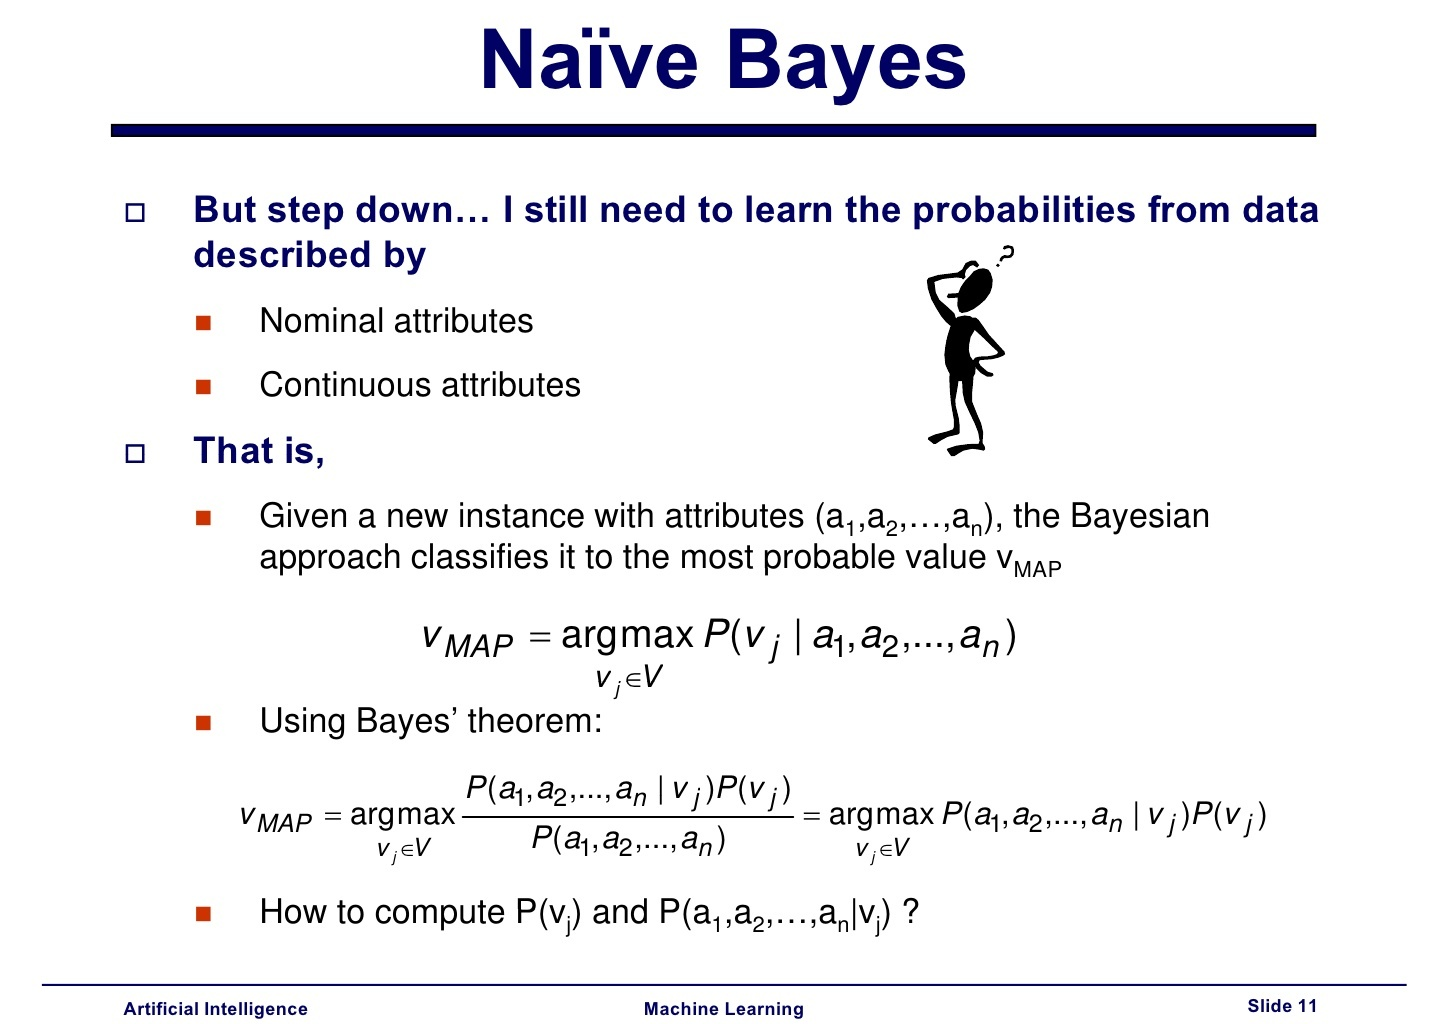 Naïve Bayes
But step down… I still need to learn the probabilities from data
described by
?
Nominal attributes
Continuous attributes
That is,
Given a new instance with attributes (a1,a2,…,an), the Bayesian
approach classifies it to the most probable value vMAP
vMAP = argmax P(vj | a1,a2,...,an)
vj∈V
Using Bayes’ theorem:
vMAP = argmax P(a1,a2,...,an | vj)P(vj) / P(a1,a2,...,an) = argmax P(a1,a2,...,an | vj)P(vj)
vj∈V vj∈V
How to compute P(vj) and P(a1,a2,…,an|vj) ?
Artificial Intelligence Machine Learning Slide 11